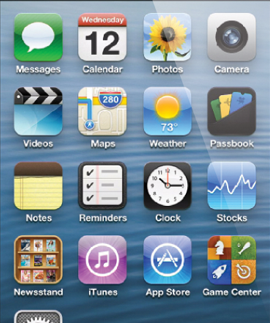 Wednesday
12
Messages Calendar Photos Camera
280
73°
Videos Maps Weather Passbook
Notes Reminders Clock Stocks
Newsstand iTunes App Store Game Center